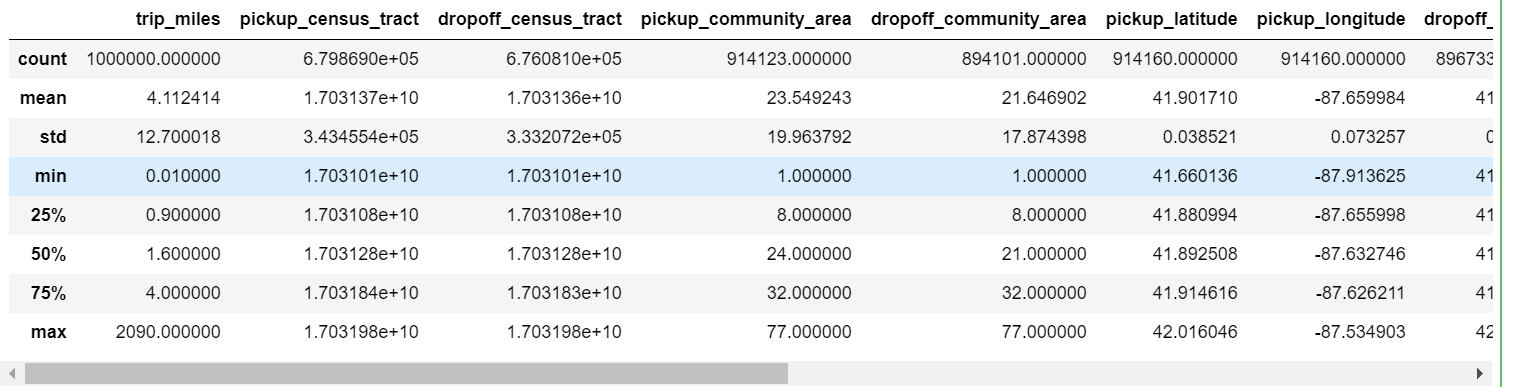 trip_miles pickup_census_tract dropoff_census_tract pickup_community_area dropoff_community_area pickup_latitude pickup_longitude dropoff_
count 1000000.000000 6.798690e+05 6.760810e+05 914123.000000 894101.000000 914160.000000 914160.000000 896733
mean 4.112414 1.703137e+10 1.703136e+10 23.549243 21.646902 41.901710 -87.659984 41
std 12.700018 3.434554e+05 3.332072e+05 19.963792 17.874398 0.038521 0.073257 0
min 0.010000 1.703101e+10 1.703101e+10 1.000000 1.000000 41.660136 -87.913625 41
25% 0.900000 1.703108e+10 1.703108e+10 8.000000 8.000000 41.880994 -87.655998 41
50% 1.600000 1.703128e+10 1.703128e+10 24.000000 21.000000 41.892508 -87.632746 41
75% 4.000000 1.703184e+10 1.703183e+10 32.000000 32.000000 41.914616 -87.626211 41
max 2090.000000 1.703198e+10 1.703198e+10 77.000000 77.000000 42.016046 -87.534903 42